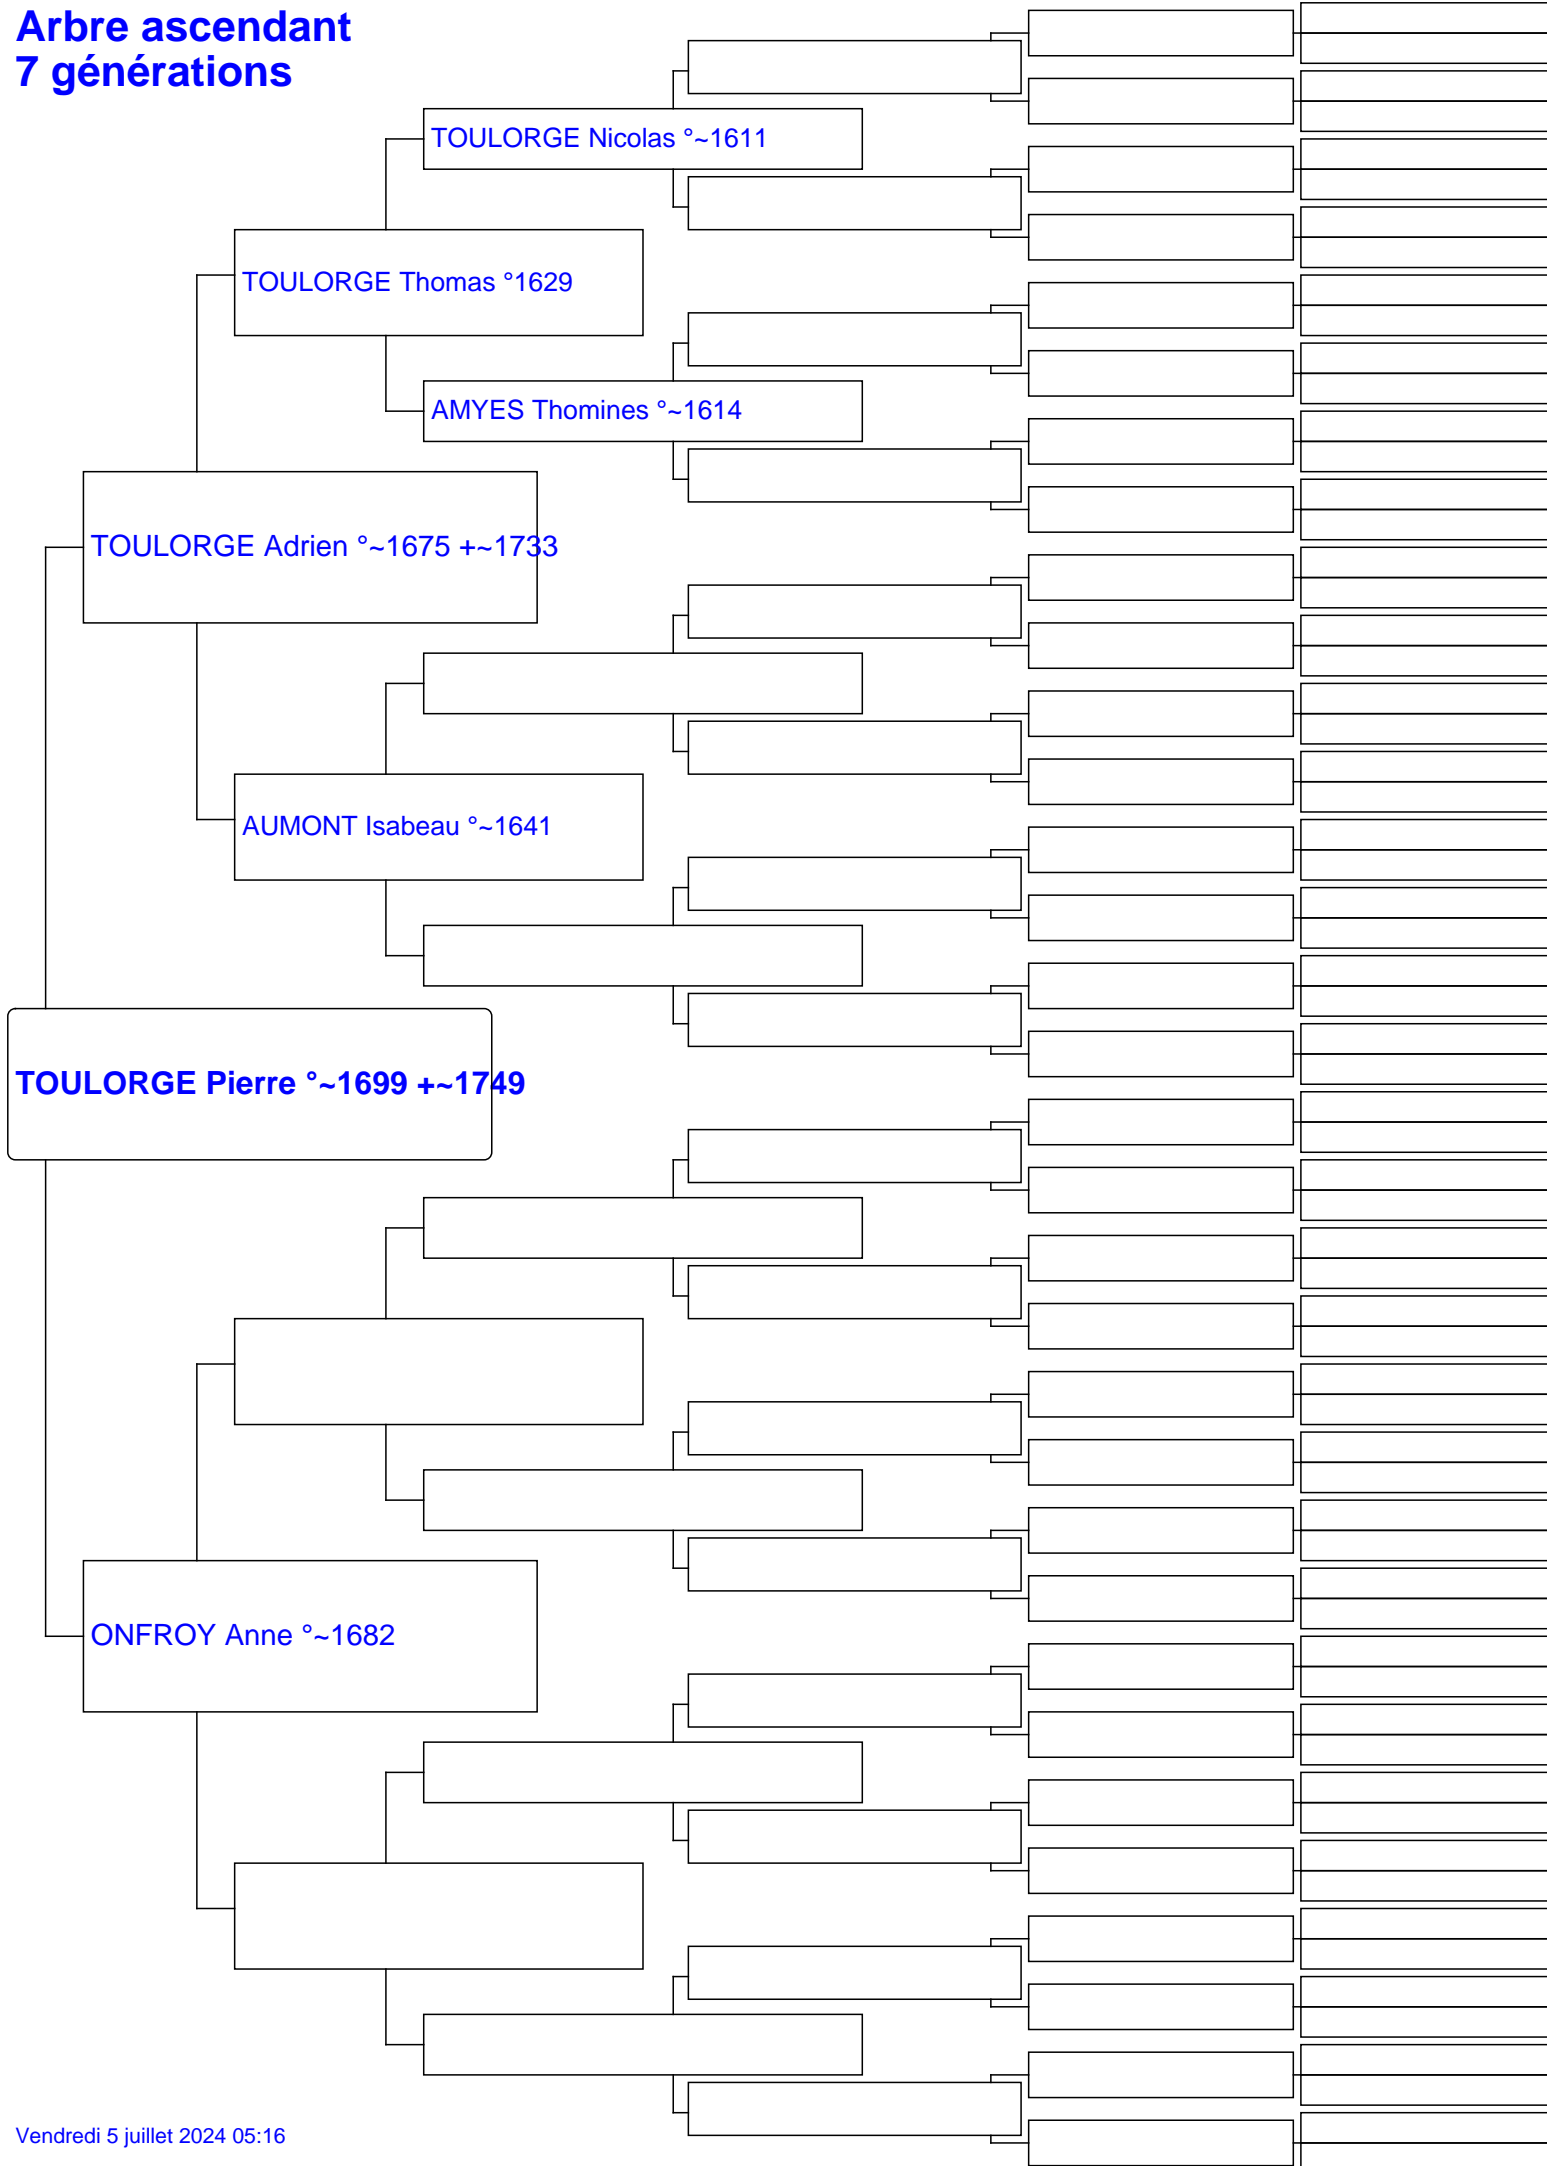 Arbre ascendant
7 générations
TOULORGE Nicolas °~1611
TOULORGE Thomas °1629
AMYES Thomines °~1614
TOULORGE Adrien °~1675 +~1733
AUMONT Isabeau °~1641
TOULORGE Pierre °~1699 +~1749
ONFROY Anne °~1682
Vendredi 5 juillet 2024 05:16